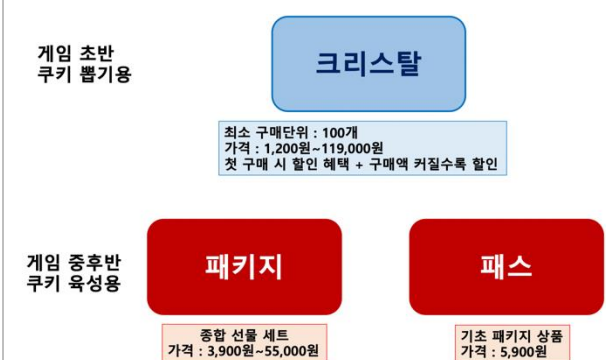 게임 초반
쿠키 뽑기용
크리스탈
최소 구매단위 : 100개
가격 : 1,200원~119,000원
첫 구매 시 할인 혜택 + 구매액 커질수록 할인
게임 중후반
쿠키 육성용
패키지
패스
종합 선물 세트
가격 : 3,900원~55,000원
기초 패키지 상품
가격 : 5,900원